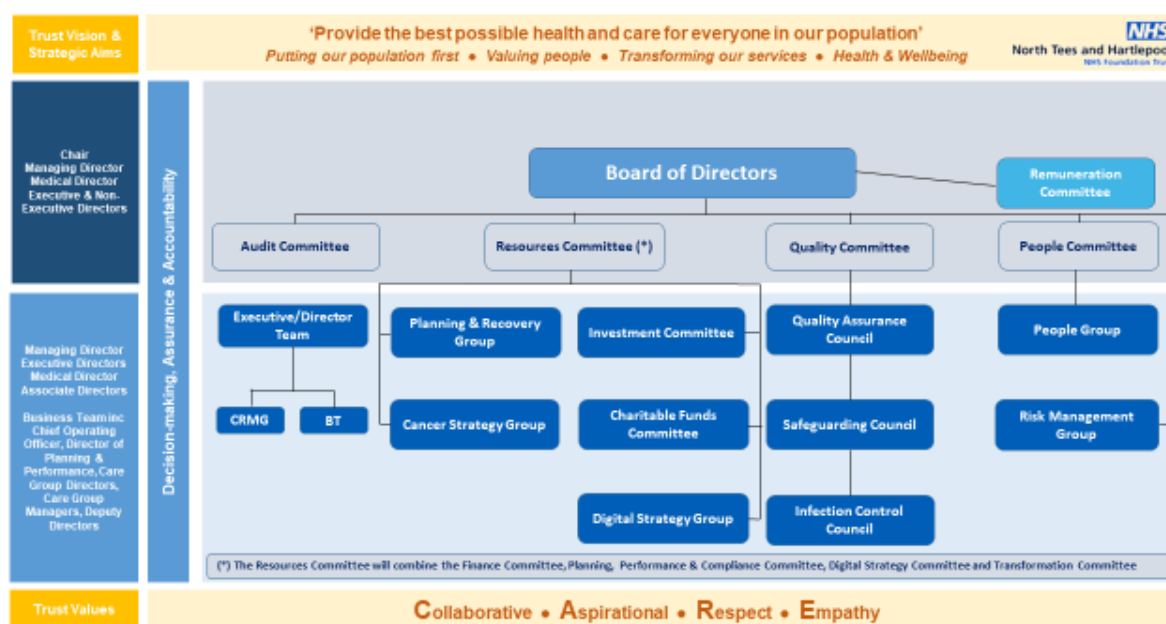 Trust Vision &
Strategic Aims
'Provide the best possible health and care for everyone in our population'
Putting our population first • Valuing people • Transforming our services • Health & Wellbeing
NHS
North Tees and Hartlepool
NHS Foundation Trust
Chair
Managing Director
Medical Director
Executive & Non-
Executive Directors
Decision-making, Assurance & Accountability
Board of Directors
Remuneration
Committee
Audit Committee
Resources Committee (*)
Quality Committee
People Committee
Managing Director
Executive Directors
Medical Director
Associate Directors
Business Team inc
Chief Operating
Officer, Director of
Planning &
Performance, Care
Group Directors,
Care Group
Managers, Deputy
Directors
Executive/Director
Team
CRMG
BT
Planning & Recovery
Group
Cancer Strategy Group
Investment Committee
Charitable Funds
Committee
Digital Strategy Group
Quality Assurance
Council
Safeguarding Council
Infection Control
Council
People Group
Risk Management
Group
(*) The Resources Committee will combine the Finance Committee, Planning, Performance & Compliance Committee, Digital Strategy Committee and Transformation Committee
Trust Values
Collaborative • Aspirational • Respect • Empathy